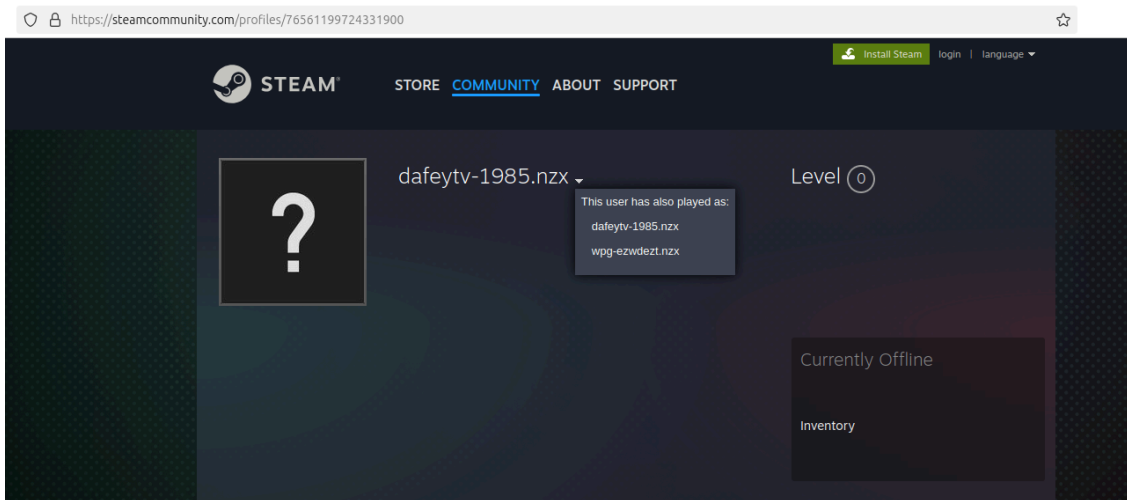 https://steamcommunity.com/profiles/76561199724331900
Install Steam login | language
STEAM®
STORE COMMUNITY ABOUT SUPPORT
?
dafeytv-1985.nzx
Level 0
This user has also played as:
dafeytv-1985.nzx
wpg-ezwdezt.nzx
Currently Offline
Inventory